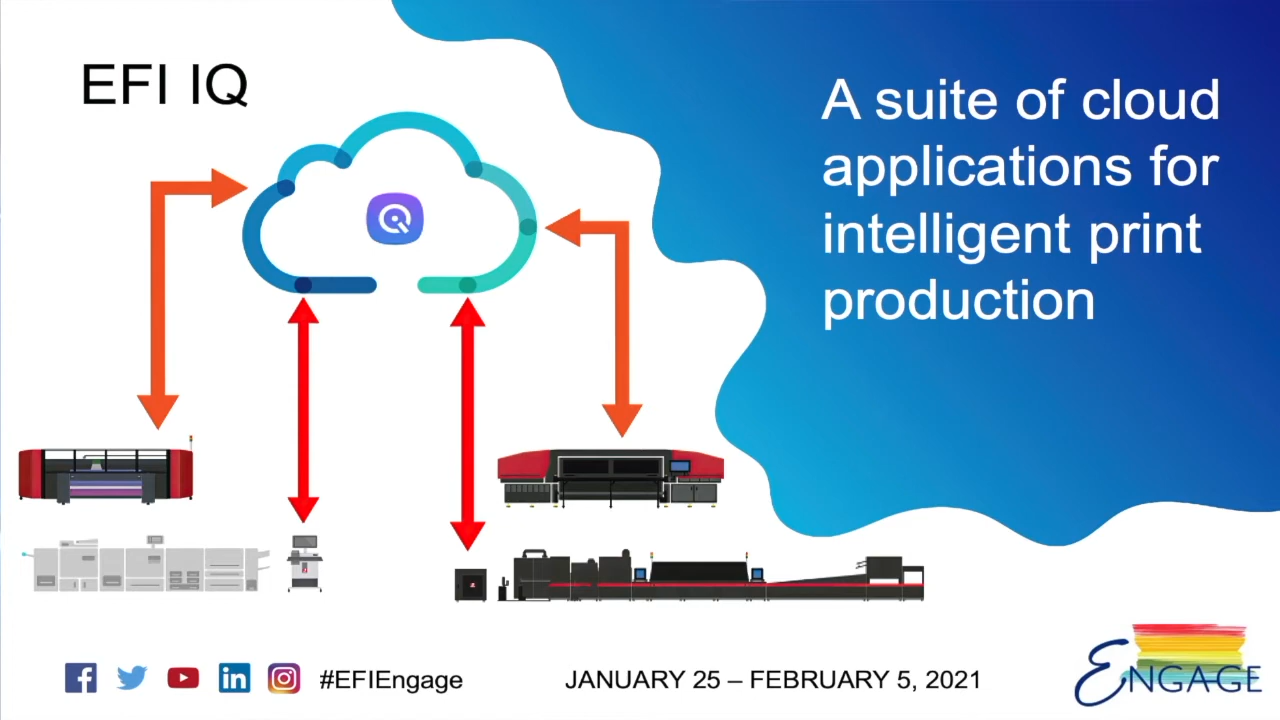 EFI IQ
A suite of cloud
applications for
intelligent print
production
#EFIEngage
JANUARY 25 – FEBRUARY 5, 2021
ENGAGE